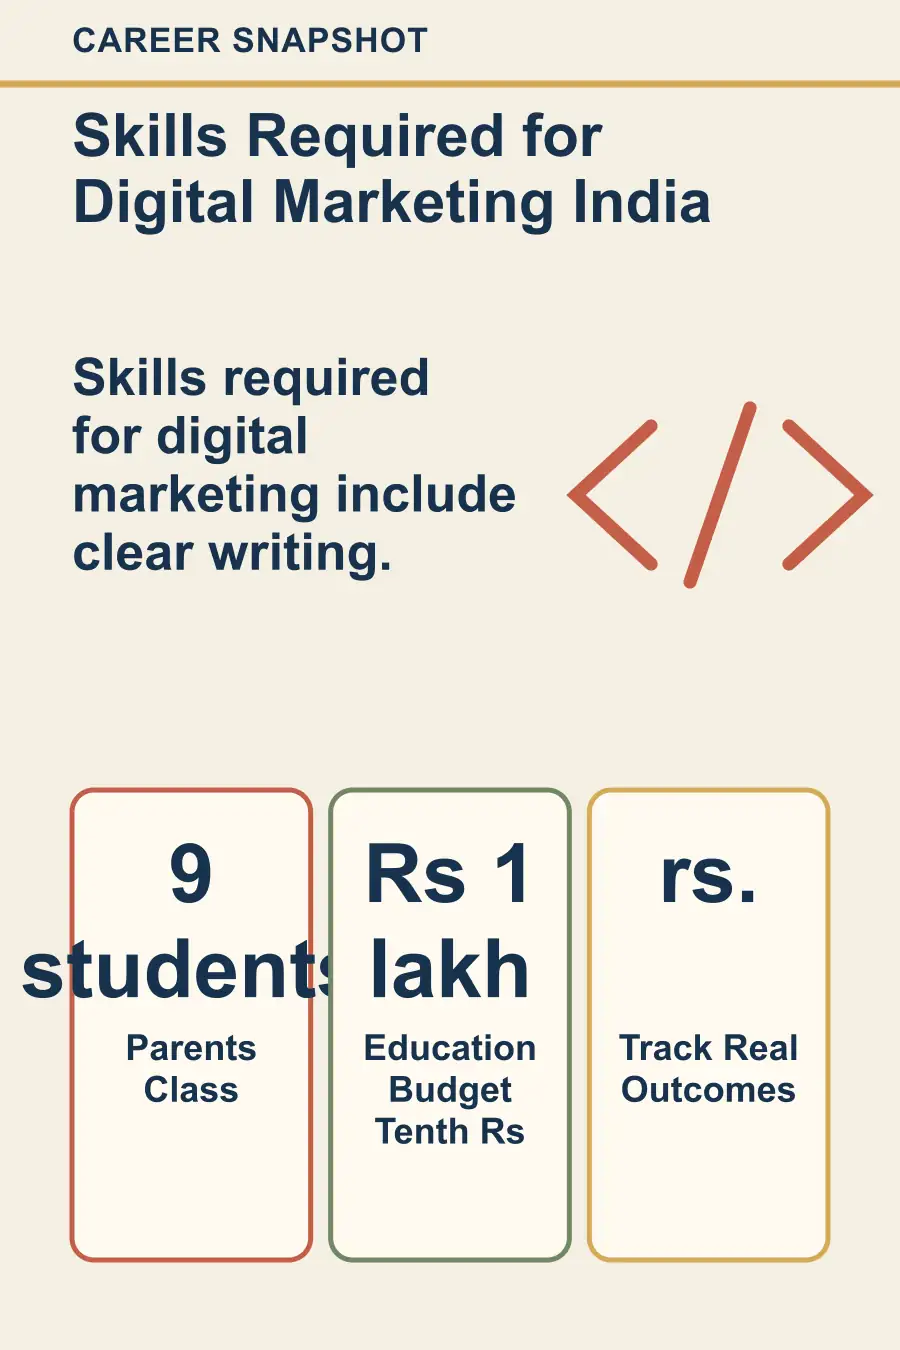 CAREER SNAPSHOT
Skills Required for
Digital Marketing India
Skills required
for digital
marketing include
clear writing.
9
students
Parents
Class
Rs 1
lakh
Education
Budget
Tenth Rs
rs.
Track Real
Outcomes